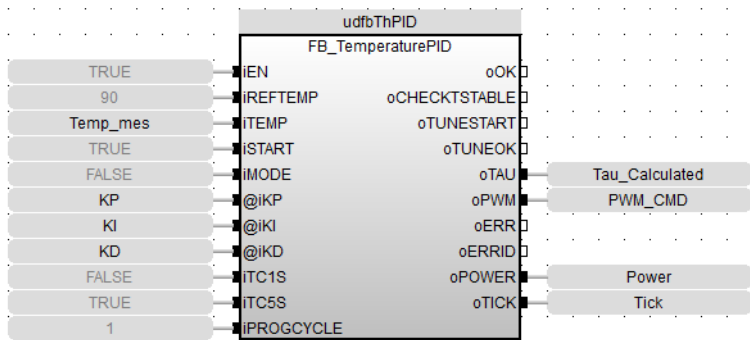 udfbThPID
FB_TemperaturePID
TRUE iEN oOK
90 iREFTEMP oCHECKTSTABLE
Temp_mes iTEMP oTUNESTART
TRUE iSTART oTUNEOK
FALSE iMODE oTAU Tau_Calculated
KP @iKP oPWM PWM_CMD
KI @iKI oERR
KD @iKD oERRID
FALSE iTC1S oPOWER Power
TRUE iTC5S oTICK Tick
1 iPROGCYCLE